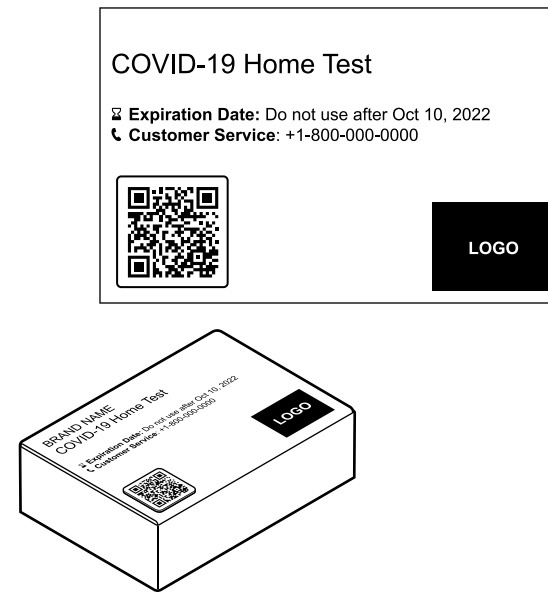 COVID-19 Home Test
Expiration Date: Do not use after Oct 10, 2022
Customer Service: +1-800-000-0000
LOGO
BRAND NAME
COVID-19 Home Test
Expiration Date: Do not use after Oct 10, 2022
Customer Service: +1-800-000-0000
LOGO